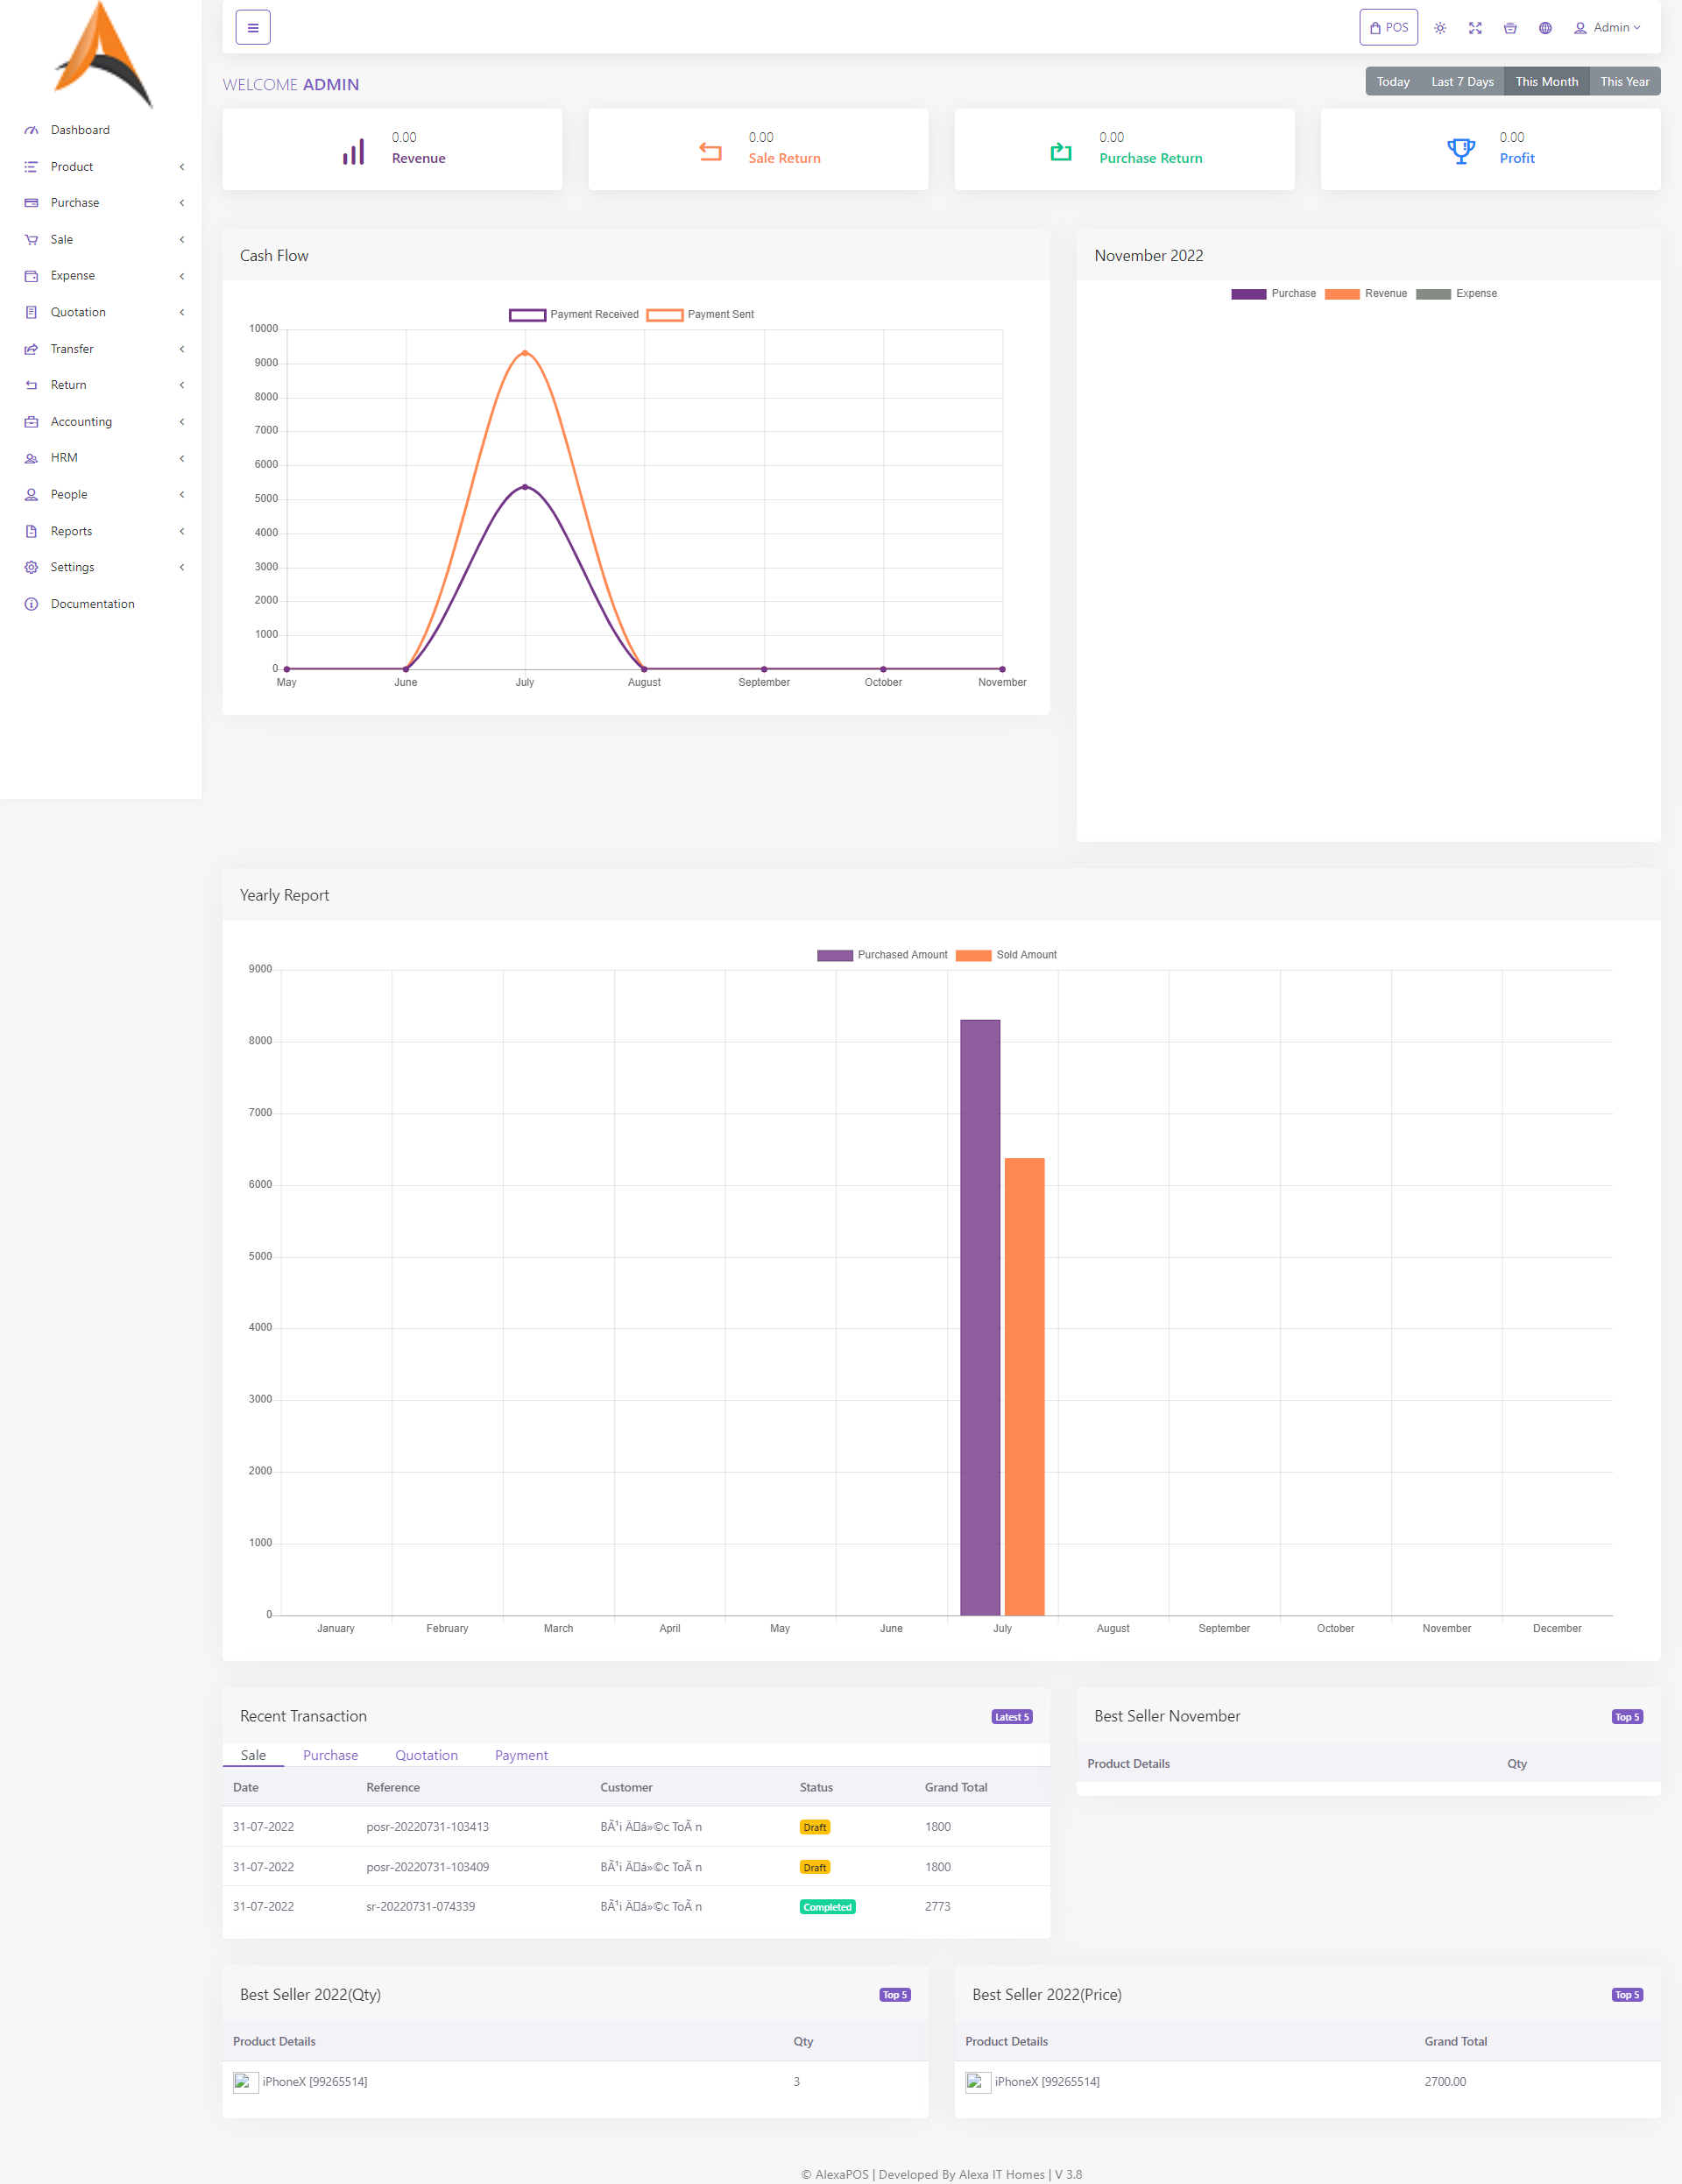 POS
Admin
WELCOME ADMIN
Today Last 7 Days This Month This Year
Dashboard
Product
Purchase
Sale
Expense
Quotation
Transfer
Return
Accounting
HRM
People
Reports
Settings
Documentation
0.00
Revenue
0.00
Sale Return
0.00
Purchase Return
0.00
Profit
Cash Flow
Payment Received Payment Sent
10000
9000
8000
7000
6000
5000
4000
3000
2000
1000
0
May June July August September October November
November 2022
Purchase Revenue Expense
Yearly Report
Purchased Amount Sold Amount
9000
8000
7000
6000
5000
4000
3000
2000
1000
0
January February March April May June July August September October November December
Recent Transaction Latest 5
Sale Purchase Quotation Payment
Date Reference Customer Status Grand Total
31-07-2022 posr-20220731-103413 BÃ¹i Ä□á»©c ToÃ n Draft 1800
31-07-2022 posr-20220731-103409 BÃ¹i Ä□á»©c ToÃ n Draft 1800
31-07-2022 sr-20220731-074339 BÃ¹i Ä□á»©c ToÃ n Completed 2773
Best Seller November Top 5
Product Details Qty
Best Seller 2022(Qty) Top 5
Product Details Qty
iPhoneX [99265514] 3
Best Seller 2022(Price) Top 5
Product Details Grand Total
iPhoneX [99265514] 2700.00
© AlexaPOS | Developed By Alexa IT Homes | V 3.8